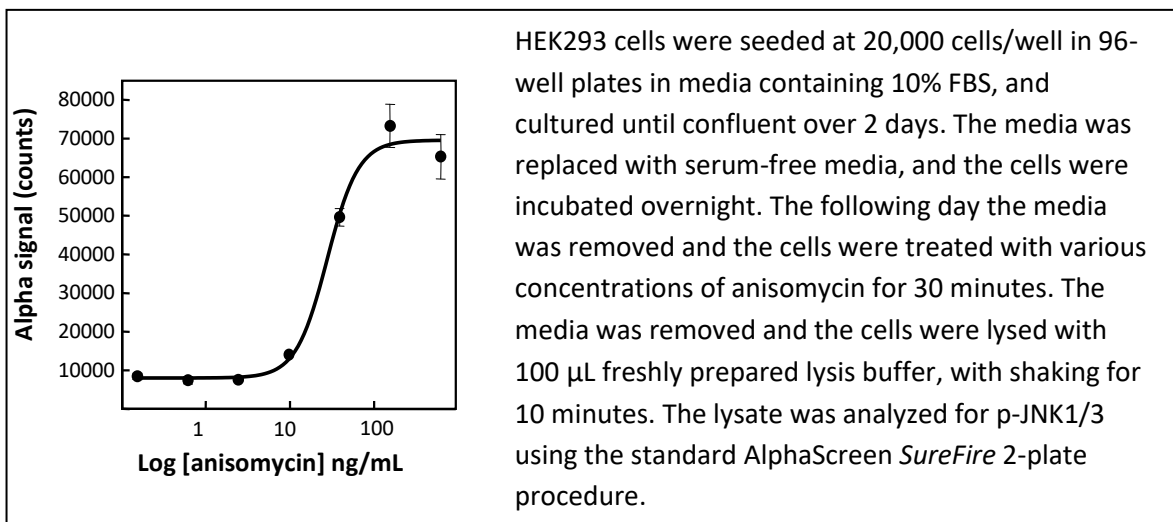 80000
70000
60000
50000
40000
30000
20000
10000
Alpha signal (counts)
1 10 100
Log [anisomycin] ng/mL
HEK293 cells were seeded at 20,000 cells/well in 96-
well plates in media containing 10% FBS, and
cultured until confluent over 2 days. The media was
replaced with serum-free media, and the cells were
incubated overnight. The following day the media
was removed and the cells were treated with various
concentrations of anisomycin for 30 minutes. The
media was removed and the cells were lysed with
100 µL freshly prepared lysis buffer, with shaking for
10 minutes. The lysate was analyzed for p-JNK1/3
using the standard AlphaScreen SureFire 2-plate
procedure.